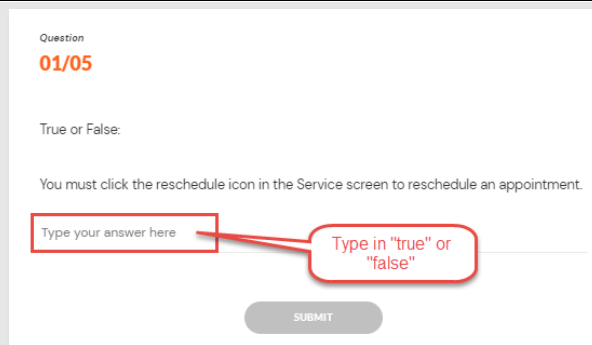 Question
01/05
True or False:
You must click the reschedule icon in the Service screen to reschedule an appointment.
Type your answer here
Type in "true" or
"false"
SUBMIT